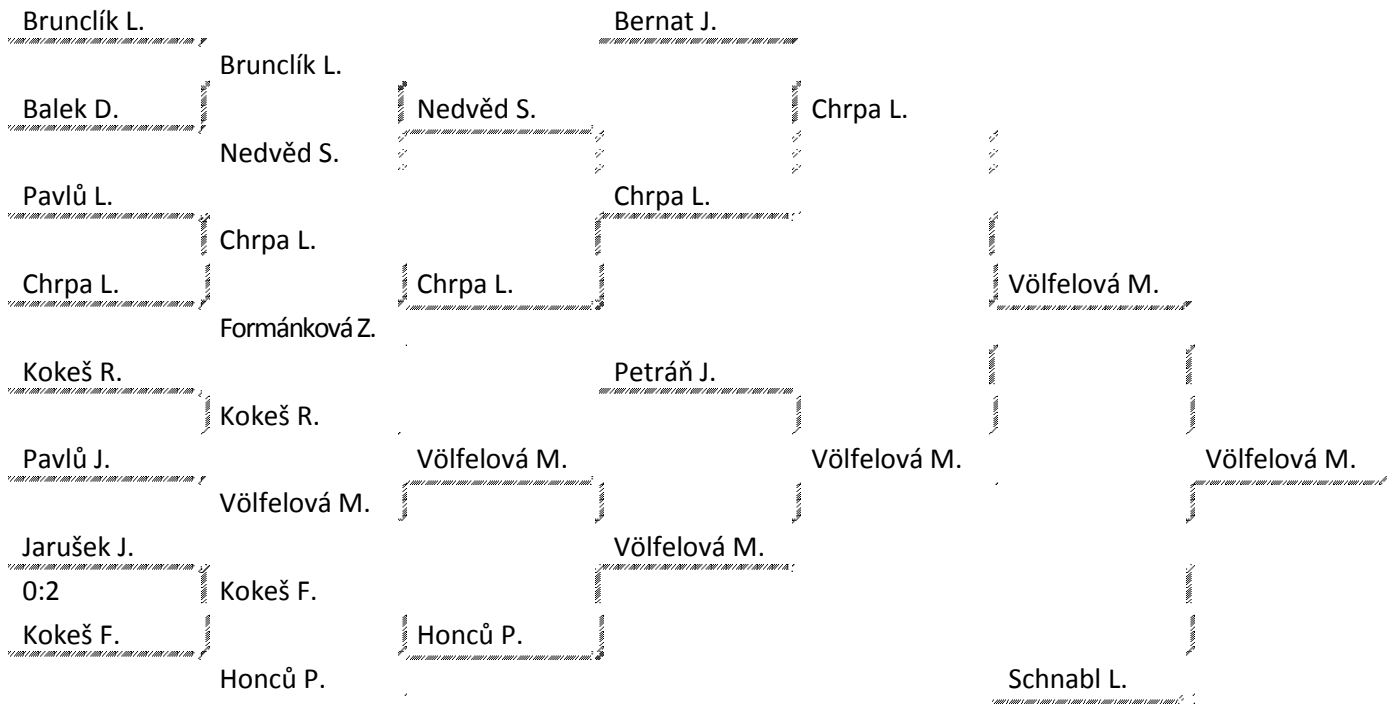 Brunclík L.
Bernat J.
Brunclík L.
Balek D.
Nedvěd S.
Chrpa L.
Nedvěd S.
Pavlů L.
Chrpa L.
Chrpa L.
Chrpa L.
Chrpa L.
Völfelová M.
Formánková Z.
Kokeš R.
Petráň J.
Kokeš R.
Pavlů J.
Völfelová M.
Völfelová M.
Völfelová M.
Völfelová M.
Jarušek J.
Völfelová M.
0:2
Kokeš F.
Kokeš F.
Honců P.
Honců P.
Schnabl L.